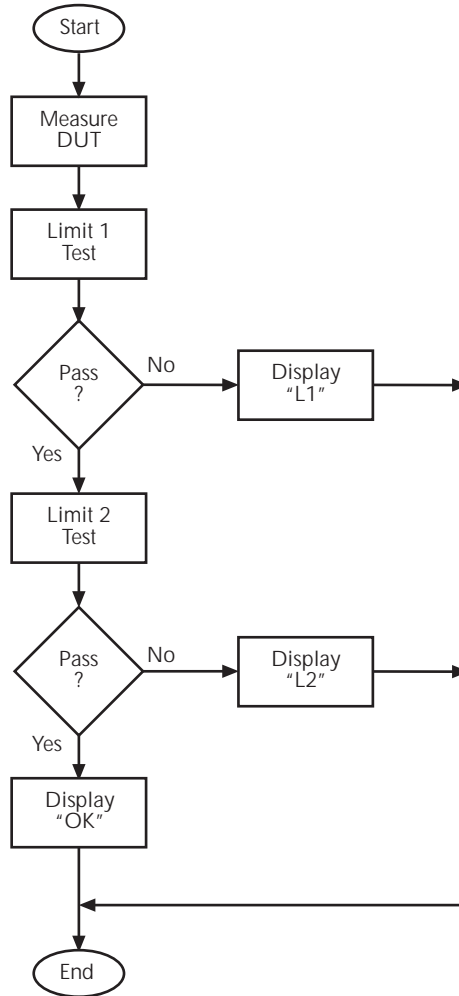 Start
Measure
DUT
Limit 1
Test
Pass
?
No
Display
“L1”
Yes
Limit 2
Test
Pass
?
No
Display
“L2”
Yes
Display
“OK”
End